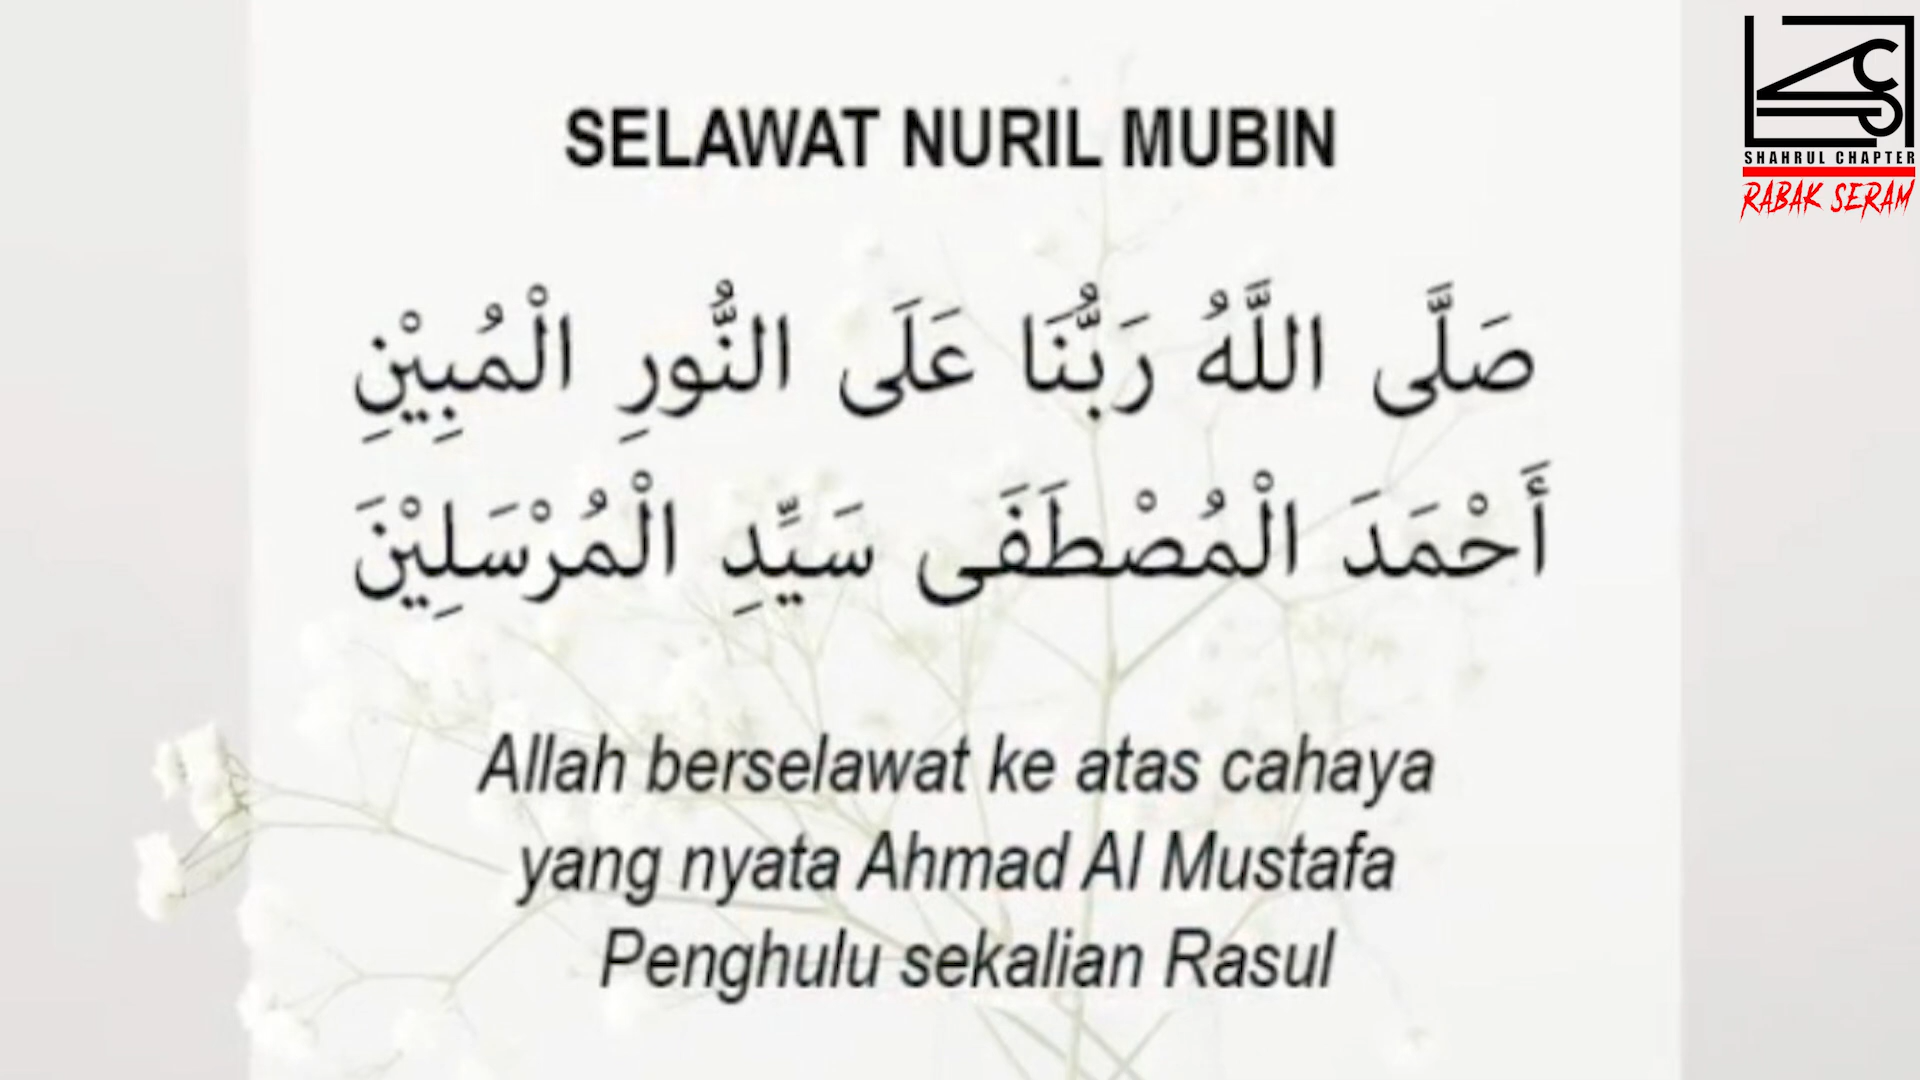 SELAWAT NURIL MUBIN
صَلَّى اللَّهُ رَبُّنَا عَلَى النُّورِ الْمُبِيْنِ
أَحْمَدَ الْمُصْطَفَى سَيِّدِ الْمُرْسَلِيْنَ
Allah berselawat ke atas cahaya
yang nyata Ahmad Al Mustafa
Penghulu sekalian Rasul
SHAHRUL CHAPTER
RABAK SERAM